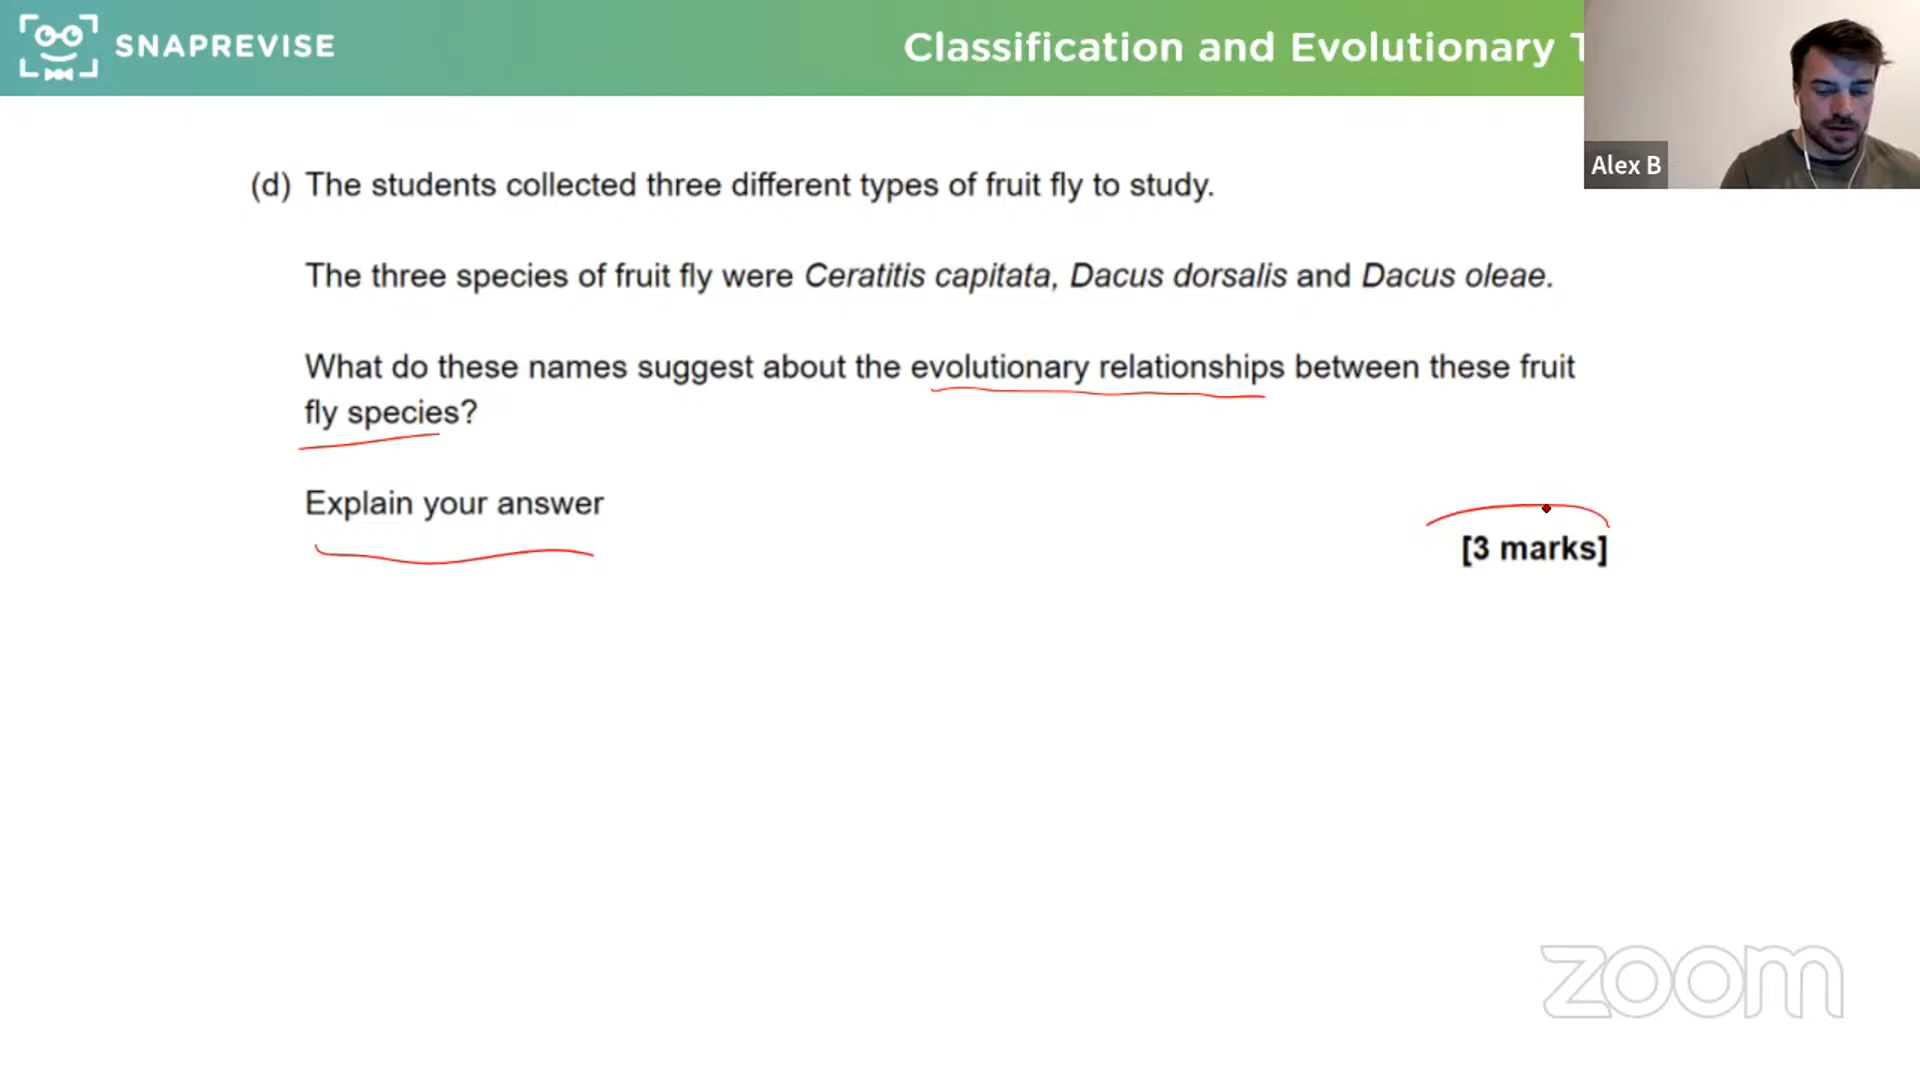 SNAPREVISE
Classification and Evolutionary
Alex B
(d) The students collected three different types of fruit fly to study.
The three species of fruit fly were Ceratitis capitata, Dacus dorsalis and Dacus oleae.
What do these names suggest about the evolutionary relationships between these fruit
fly species?
Explain your answer
[3 marks]
zoom